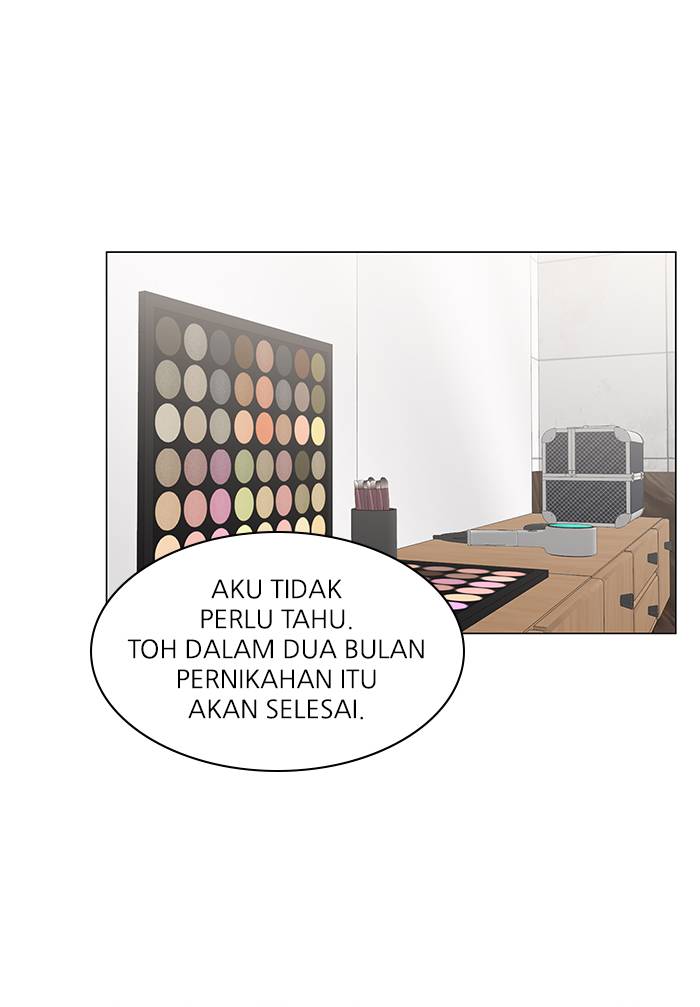 AKU TIDAK
PERLU TAHU.
TOH DALAM DUA BULAN
PERNIKAHAN ITU
AKAN SELESAI.